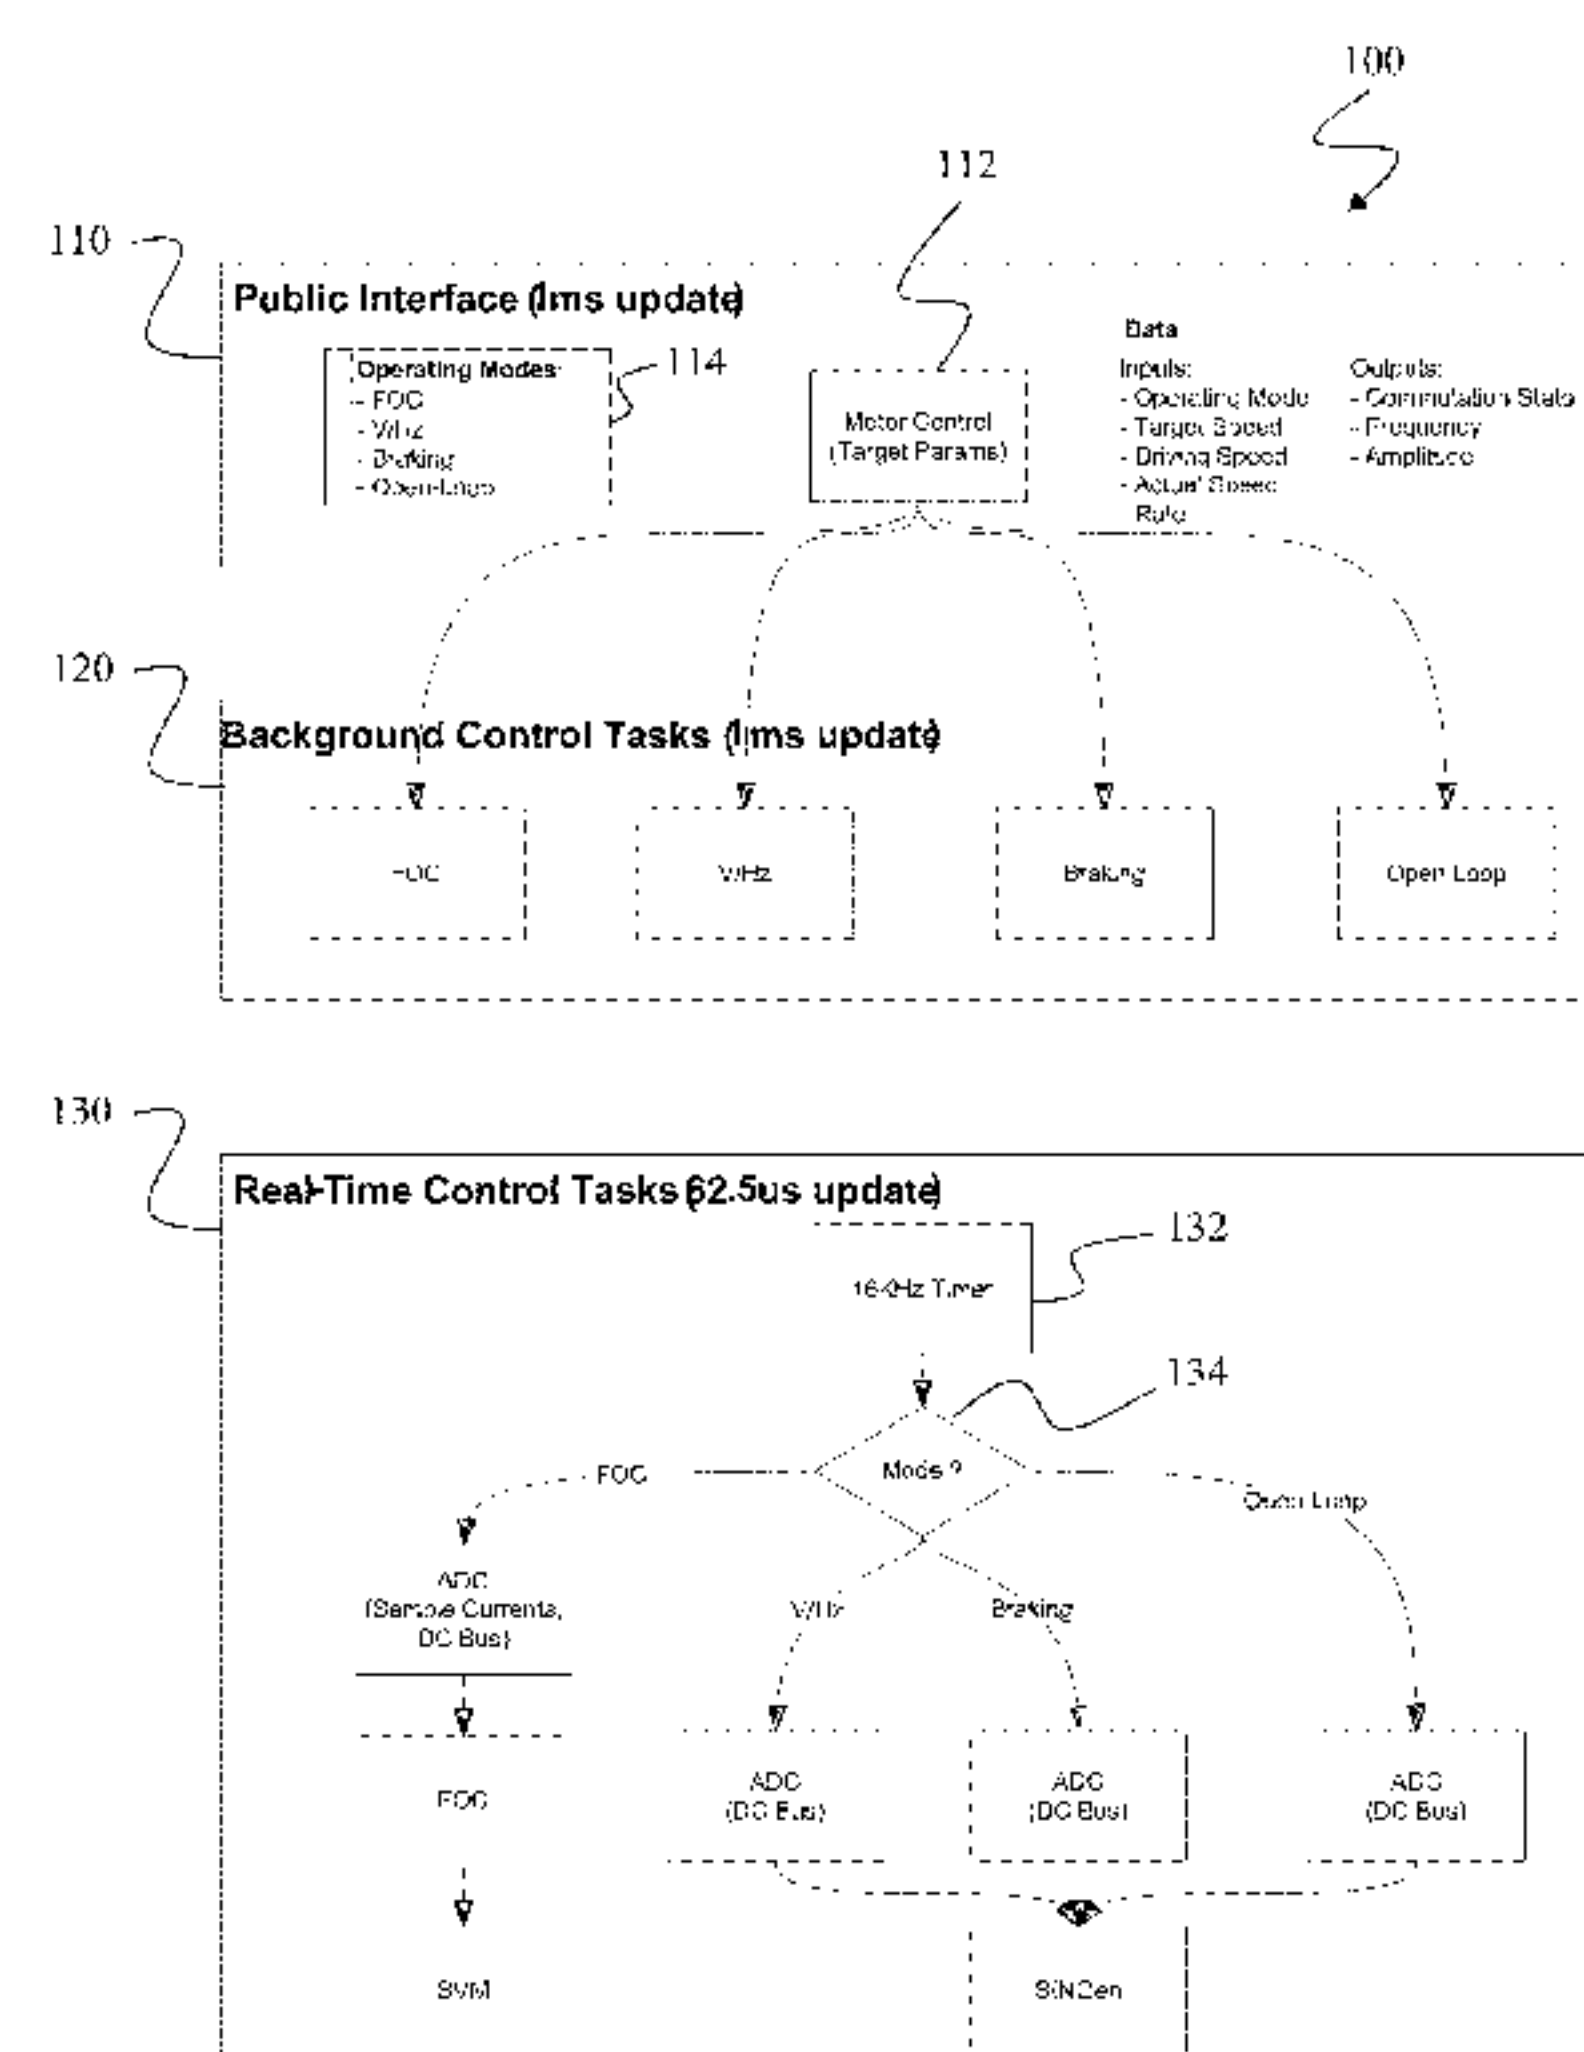 100
112
110
Public Interface (1ms update)
Data
Operating Modes:
114
Inputs:
Outputs:
- FOC
Motor Control
- Operating Mode
- Commutation State
- V/Hz
(Target Params)
- Target Speed
- Frequency
- Braking
- Driving Speed
- Amplitude
- Open-Loop
- Actual Speed
Rate
120
Background Control Tasks (1ms update)
FOC
V/Hz
Braking
Open Loop
130
Real-Time Control Tasks (62.5us update)
132
16KHz Timer
134
FOC
Mode ?
Open Loop
ADC
(Sample Currents,
DC Bus)
V/Hz
Braking
FOC
ADC
(DC Bus)
ADC
(DC Bus)
ADC
(DC Bus)
SVM
SINGen